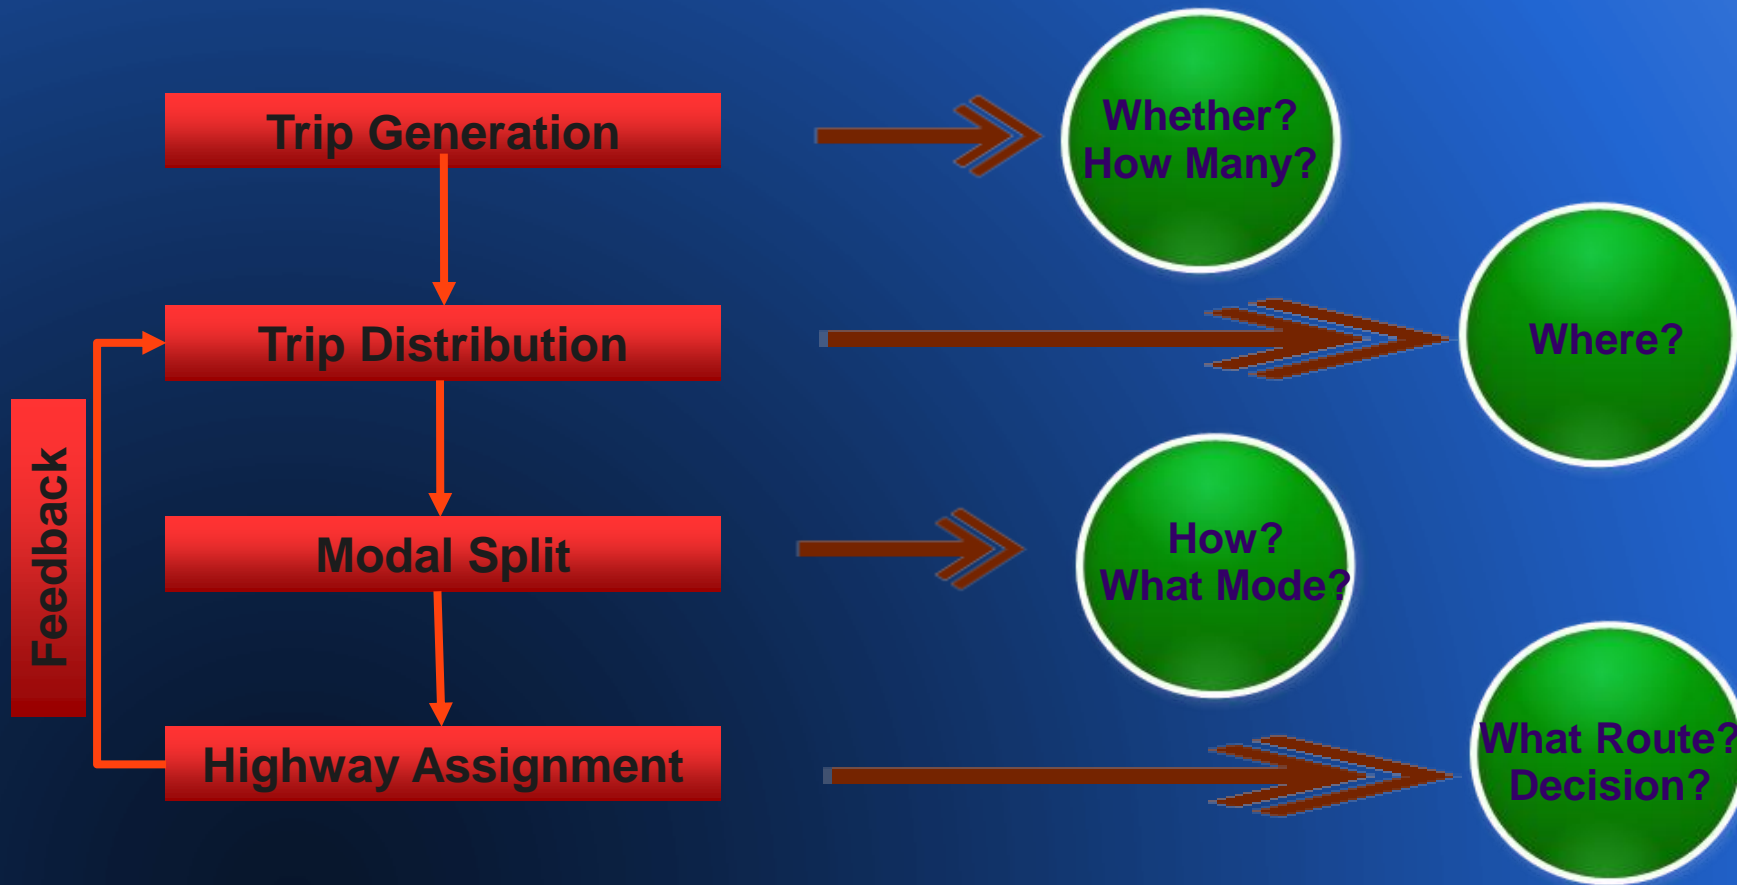 Trip Generation
Whether?
How Many?
Trip Distribution
Where?
Feedback
Modal Split
How?
What Mode?
Highway Assignment
What Route?
Decision?